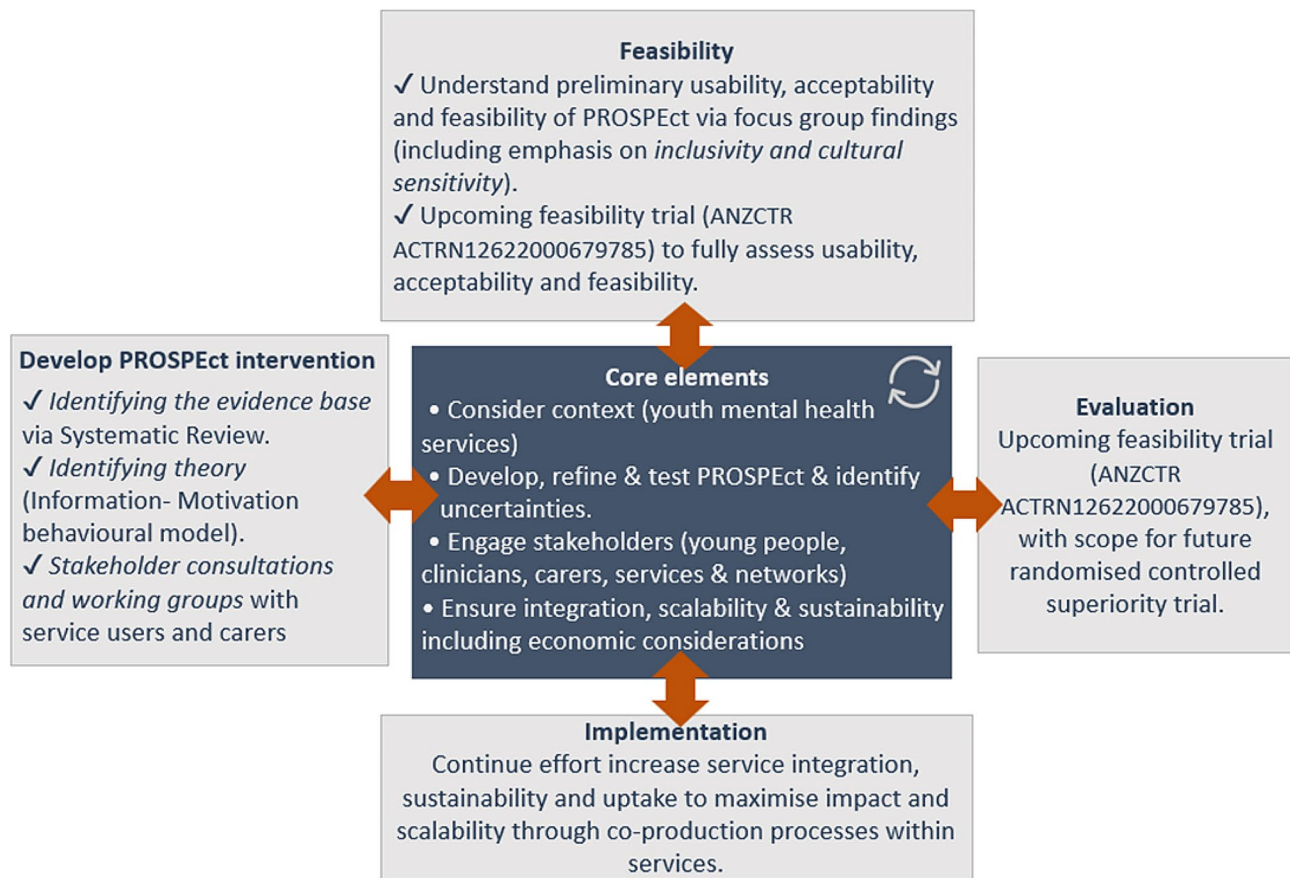 Feasibility
✓ Understand preliminary usability, acceptability
and feasibility of PROSPEct via focus group findings
(including emphasis on inclusivity and cultural
sensitivity).
✓ Upcoming feasibility trial (ANZCTR
ACTRN12622000679785) to fully assess usability,
acceptability and feasibility.
Develop PROSPEct intervention
✓ Identifying the evidence base
via Systematic Review.
✓ Identifying theory
(Information- Motivation
behavioural model).
✓ Stakeholder consultations
and working groups with
service users and carers
Core elements
• Consider context (youth mental health
services)
• Develop, refine & test PROSPEct & identify
uncertainties.
• Engage stakeholders (young people,
clinicians, carers, services & networks)
• Ensure integration, scalability & sustainability
including economic considerations
Evaluation
Upcoming feasibility trial
(ANZCTR
ACTRN12622000679785),
with scope for future
randomised controlled
superiority trial.
Implementation
Continue effort increase service integration,
sustainability and uptake to maximise impact and
scalability through co-production processes within
services.